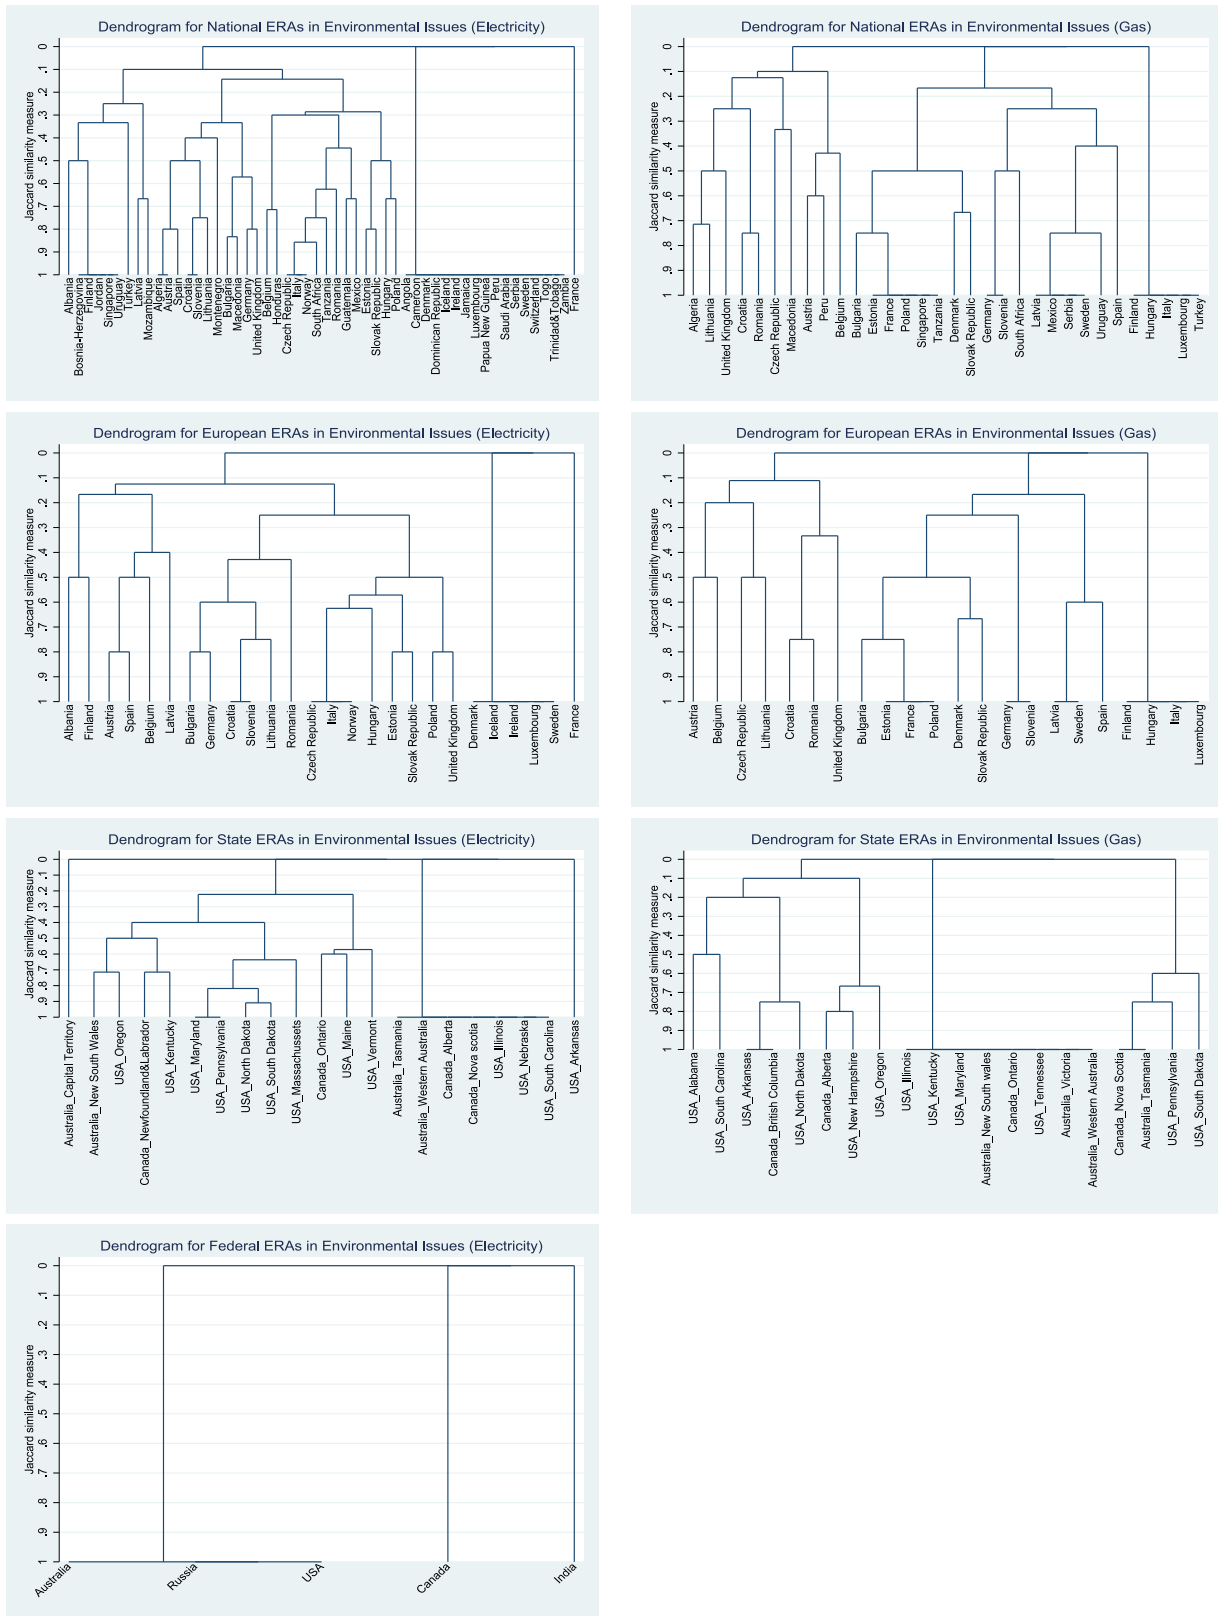 Dendrogram for National ERAs in Environmental Issues (Electricity)
Jaccard similarity measure
0
.1
.2
.3
.4
.5
.6
.7
.8
.9
1
Albania
Bosnia-Herzegovina
Finland
Jordan
Singapore
Uruguay
Turkey
Latvia
Mozambique
Algeria
Austria
Spain
Croatia
Slovenia
Lithuania
Montenegro
Bulgaria
Macedonia
Germany
United Kingdom
Belgium
Honduras
Czech Republic
Italy
Norway
South Africa
Tanzania
Romania
Guatemala
Mexico
Estonia
Slovak Republic
Hungary
Poland
Angola
Cameroon
Denmark
Dominican Republic
Iceland
Ireland
Jamaica
Luxembourg
Papua New Guinea
Peru
Saudi Arabia
Serbia
Sweden
Switzerland
Togo
Trinidad&Tobago
Zambia
France
Dendrogram for National ERAs in Environmental Issues (Gas)
Jaccard similarity measure
0
.1
.2
.3
.4
.5
.6
.7
.8
.9
1
Algeria
Lithuania
United Kingdom
Croatia
Romania
Czech Republic
Macedonia
Austria
Peru
Belgium
Bulgaria
Estonia
France
Poland
Singapore
Tanzania
Denmark
Slovak Republic
Germany
Slovenia
South Africa
Latvia
Mexico
Serbia
Sweden
Uruguay
Spain
Finland
Hungary
Italy
Luxembourg
Turkey
Dendrogram for European ERAs in Environmental Issues (Electricity)
Jaccard similarity measure
0
.1
.2
.3
.4
.5
.6
.7
.8
.9
1
Albania
Finland
Austria
Spain
Belgium
Latvia
Bulgaria
Germany
Croatia
Slovenia
Lithuania
Romania
Czech Republic
Italy
Norway
Hungary
Estonia
Slovak Republic
Poland
United Kingdom
Denmark
Iceland
Ireland
Luxembourg
Sweden
France
Dendrogram for European ERAs in Environmental Issues (Gas)
Jaccard similarity measure
0
.1
.2
.3
.4
.5
.6
.7
.8
.9
1
Austria
Belgium
Czech Republic
Lithuania
Croatia
Romania
United Kingdom
Bulgaria
Estonia
France
Poland
Denmark
Slovak Republic
Germany
Slovenia
Latvia
Sweden
Spain
Finland
Hungary
Italy
Luxembourg
Dendrogram for State ERAs in Environmental Issues (Electricity)
Jaccard similarity measure
0
.1
.2
.3
.4
.5
.6
.7
.8
.9
1
Australia_Capital Territory
Australia_New South Wales
USA_Oregon
Canada_Newfoundland&Labrador
USA_Kentucky
USA_Maryland
USA_Pennsylvania
USA_North Dakota
USA_South Dakota
USA_Massachussets
Canada_Ontario
USA_Maine
USA_Vermont
Australia_Tasmania
Australia_Western Australia
Canada_Alberta
Canada_Nova scotia
USA_Illinois
USA_Nebraska
USA_South Carolina
USA_Arkansas
Dendrogram for State ERAs in Environmental Issues (Gas)
Jaccard similarity measure
0
.1
.2
.3
.4
.5
.6
.7
.8
.9
1
USA_Alabama
USA_South Carolina
USA_Arkansas
Canada_British Columbia
USA_North Dakota
Canada_Alberta
USA_New Hampshire
USA_Oregon
USA_Illinois
USA_Kentucky
USA_Maryland
Australia_New South wales
Canada_Ontario
USA_Tennessee
Australia_Victoria
Australia_Western Australia
Canada_Nova Scotia
Australia_Tasmania
USA_Pennsylvania
USA_South Dakota
Dendrogram for Federal ERAs in Environmental Issues (Electricity)
Jaccard similarity measure
0
.1
.2
.3
.4
.5
.6
.7
.8
.9
1
Australia
Russia
USA
Canada
India